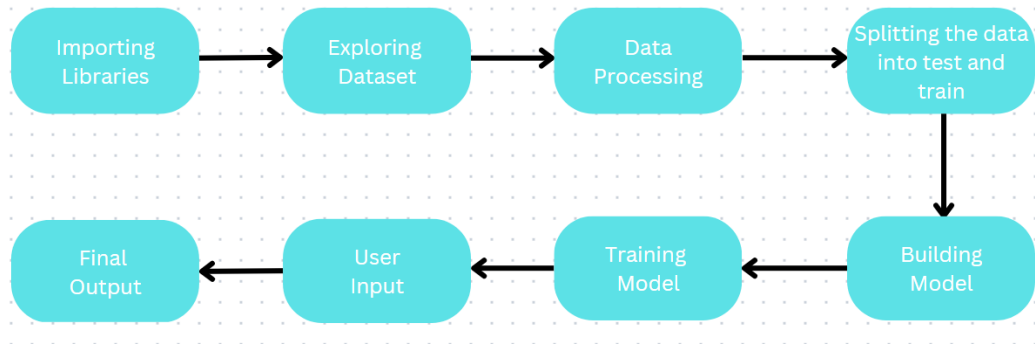 Importing
Libraries
Exploring
Dataset
Data
Processing
Splitting the data
into test and
train
Building
Model
Training
Model
User
Input
Final
Output